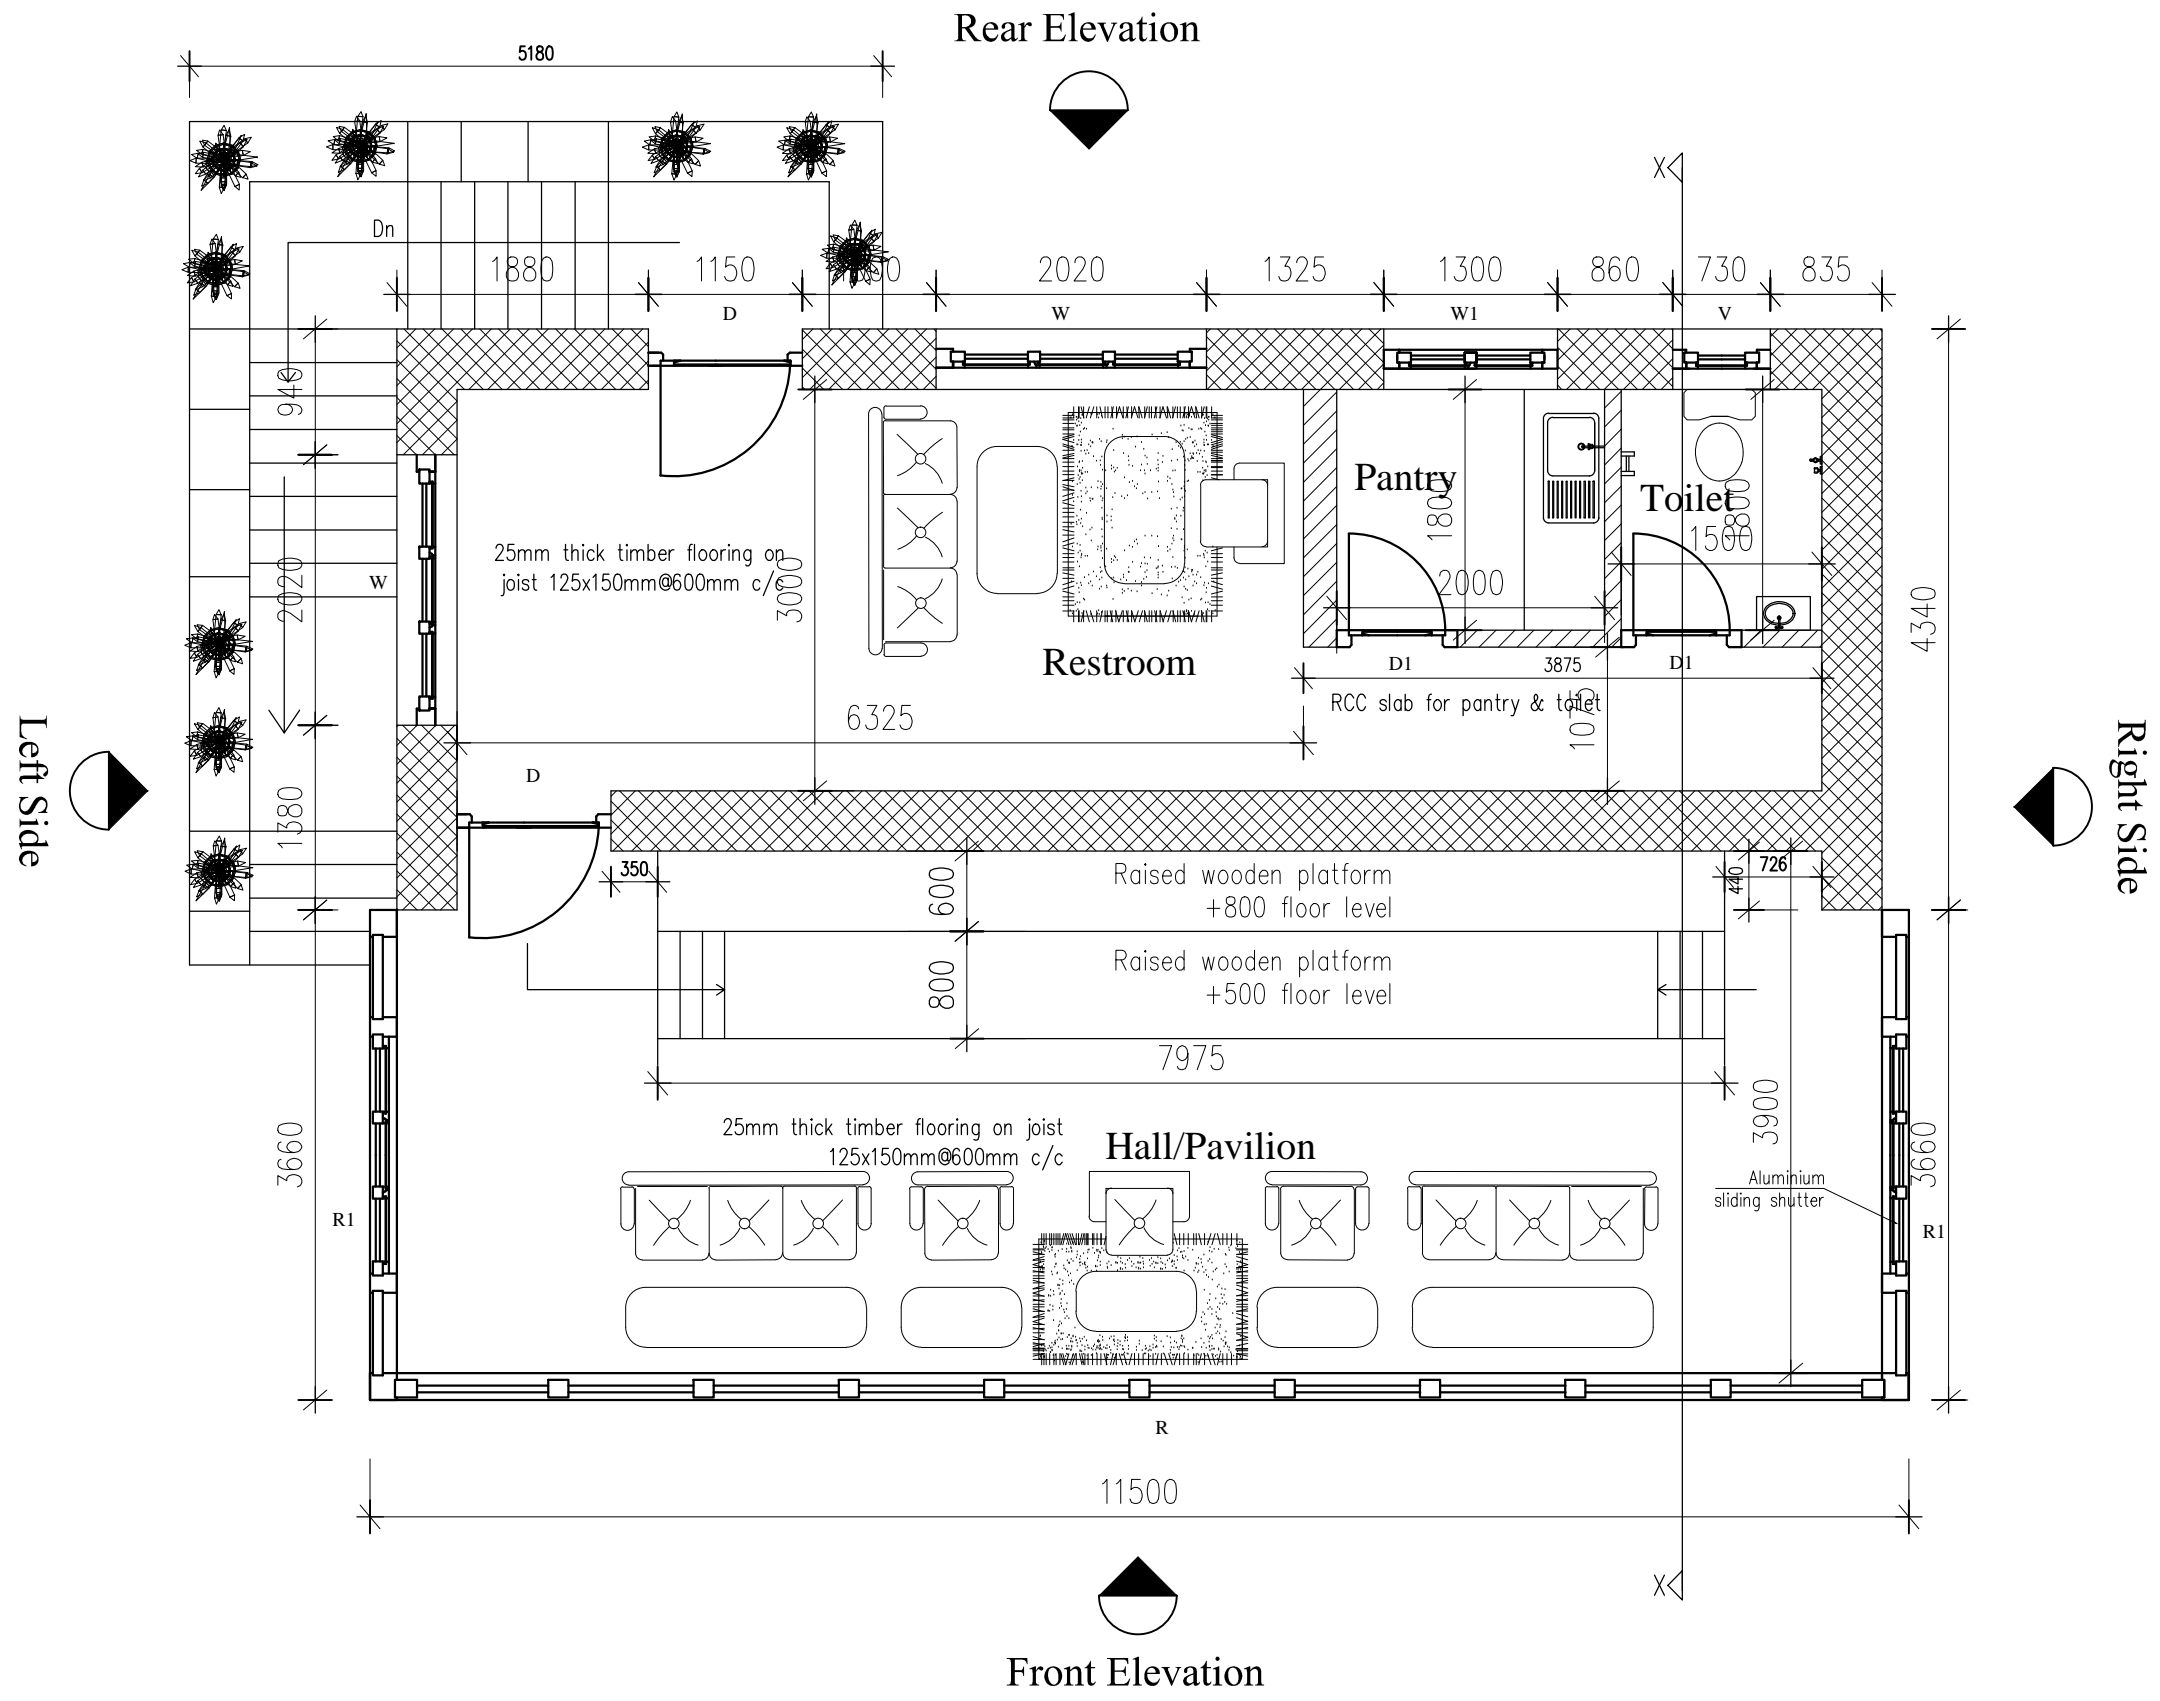 Rear Elevation
5180
X
Dn
1880
1150
2020
1325
1300
860
730
835
D
W
W1
V
940
Pantry
1800
Toilet
1800
1500
25mm thick timber flooring on
joist 125x150mm@600mm c/c
3000
2020
W
2000
4340
Restroom
D1
3875
D1
RCC slab for pantry & toilet
1075
6325
D
Left Side
Right Side
1380
350
600
Raised wooden platform
+800 floor level
440
726
800
Raised wooden platform
+500 floor level
7975
3900
25mm thick timber flooring on joist
125x150mm@600mm c/c
Hall/Pavilion
3660
3660
Aluminium
sliding shutter
R1
R1
R
11500
X
Front Elevation